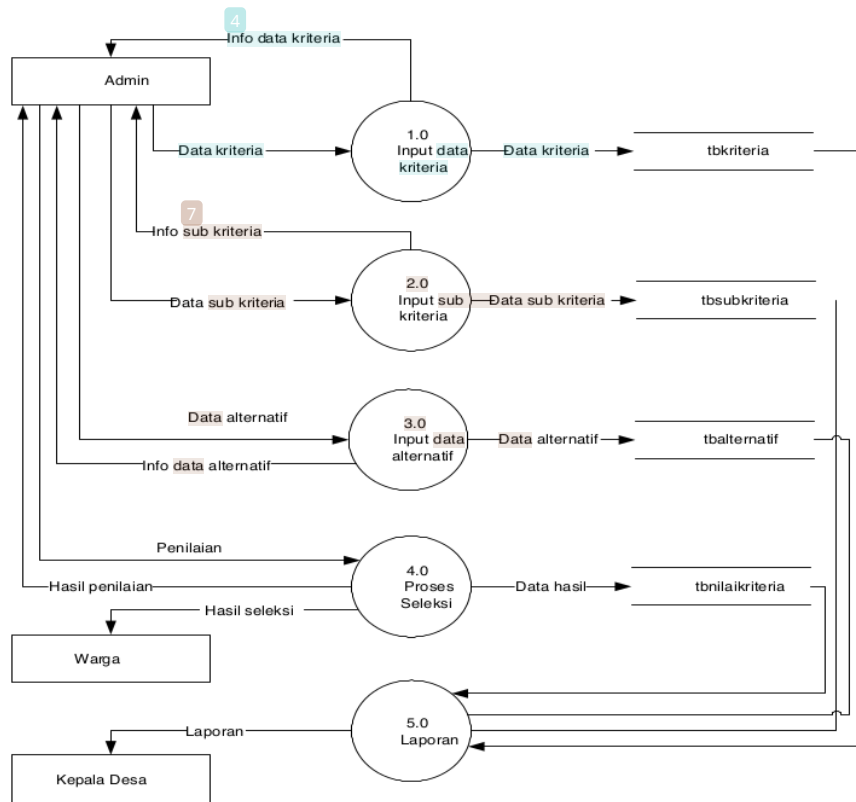 4
Info data kriteria
Admin
Data kriteria
1.0
Input data
kriteria
Data kriteria
tbkriteria
7
Info sub kriteria
Data sub kriteria
2.0
Input sub
kriteria
Data sub kriteria
tbsubkriteria
Data alternatif
Info data alternatif
3.0
Input data
alternatif
Data alternatif
tbalternatif
Penilaian
Hasil penilaian
Hasil seleksi
4.0
Proses
Seleksi
Data hasil
tbnilaikriteria
Warga
Laporan
5.0
Laporan
Kepala Desa